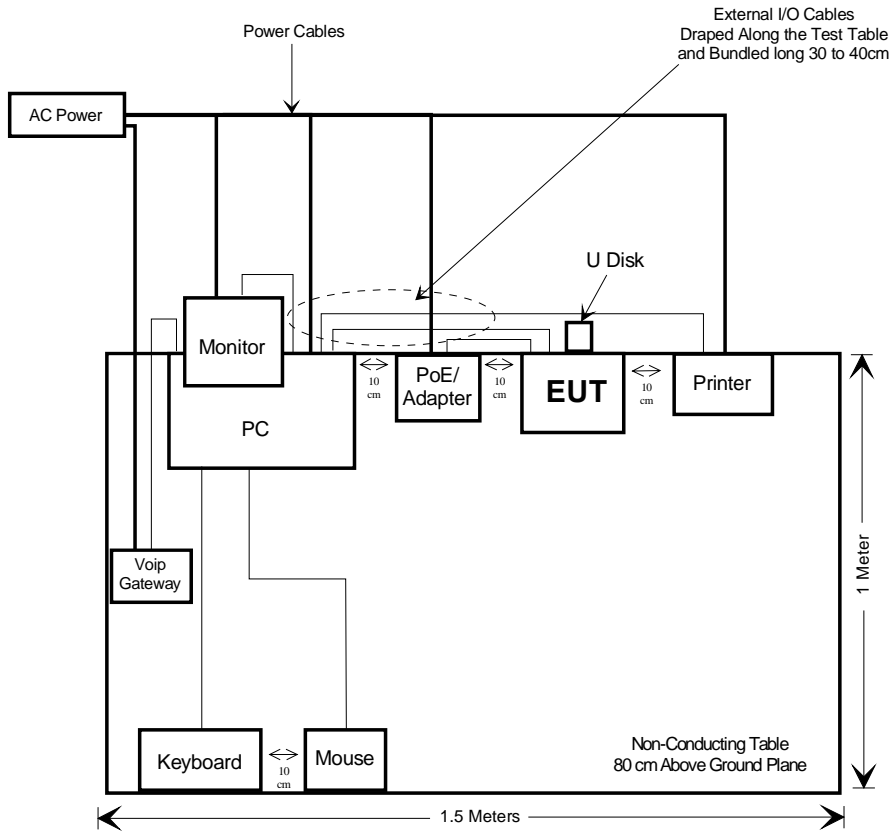 External I/O Cables
Draped Along the Test Table
and Bundled long 30 to 40cm
Power Cables
AC Power
U Disk
Monitor
PC
10
cm
PoE/
Adapter
10
cm
EUT
10
cm
Printer
Voip
Gateway
1 Meter
Keyboard
10
cm
Mouse
Non-Conducting Table
80 cm Above Ground Plane
1.5 Meters